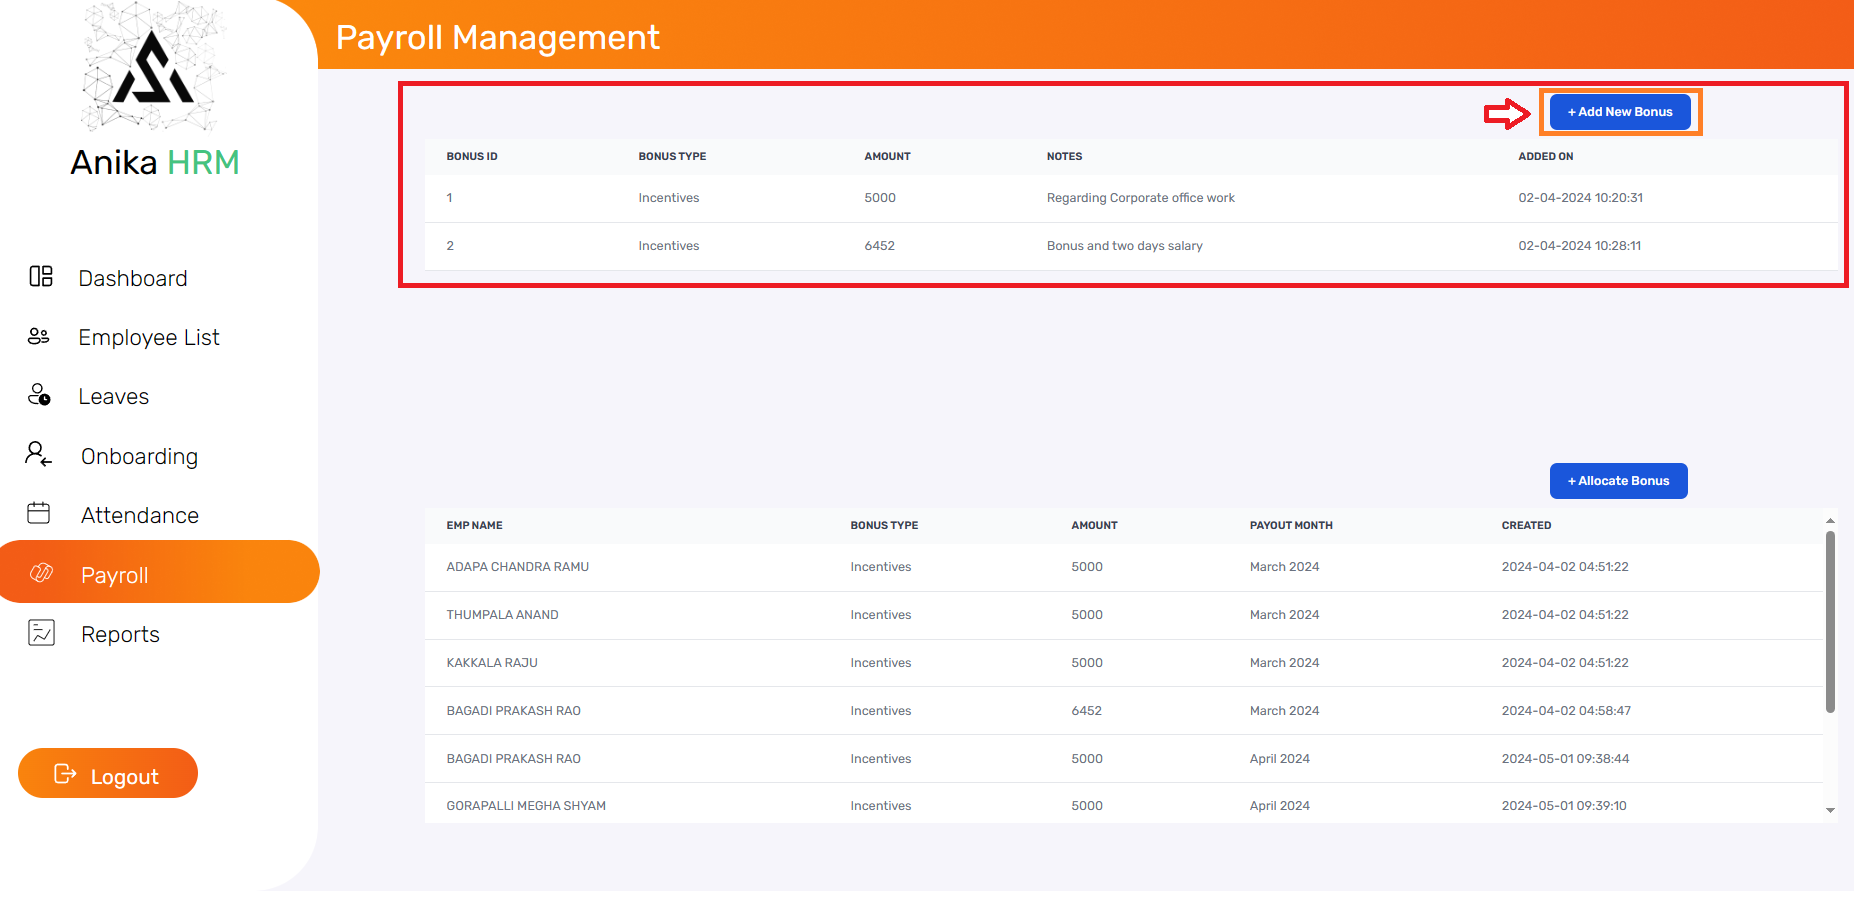 Payroll Management
Anika HRM
Dashboard
Employee List
Leaves
Onboarding
Attendance
Payroll
Reports
Logout
+ Add New Bonus
BONUS ID BONUS TYPE AMOUNT NOTES ADDED ON
1 Incentives 5000 Regarding Corporate office work 02-04-2024 10:20:31
2 Incentives 6452 Bonus and two days salary 02-04-2024 10:28:11
+ Allocate Bonus
EMP NAME BONUS TYPE AMOUNT PAYOUT MONTH CREATED
ADAPA CHANDRA RAMU Incentives 5000 March 2024 2024-04-02 04:51:22
THUMPALA ANAND Incentives 5000 March 2024 2024-04-02 04:51:22
KAKKALA RAJU Incentives 5000 March 2024 2024-04-02 04:51:22
BAGADI PRAKASH RAO Incentives 6452 March 2024 2024-04-02 04:58:47
BAGADI PRAKASH RAO Incentives 5000 April 2024 2024-05-01 09:38:44
GORAPALLI MEGHA SHYAM Incentives 5000 April 2024 2024-05-01 09:39:10